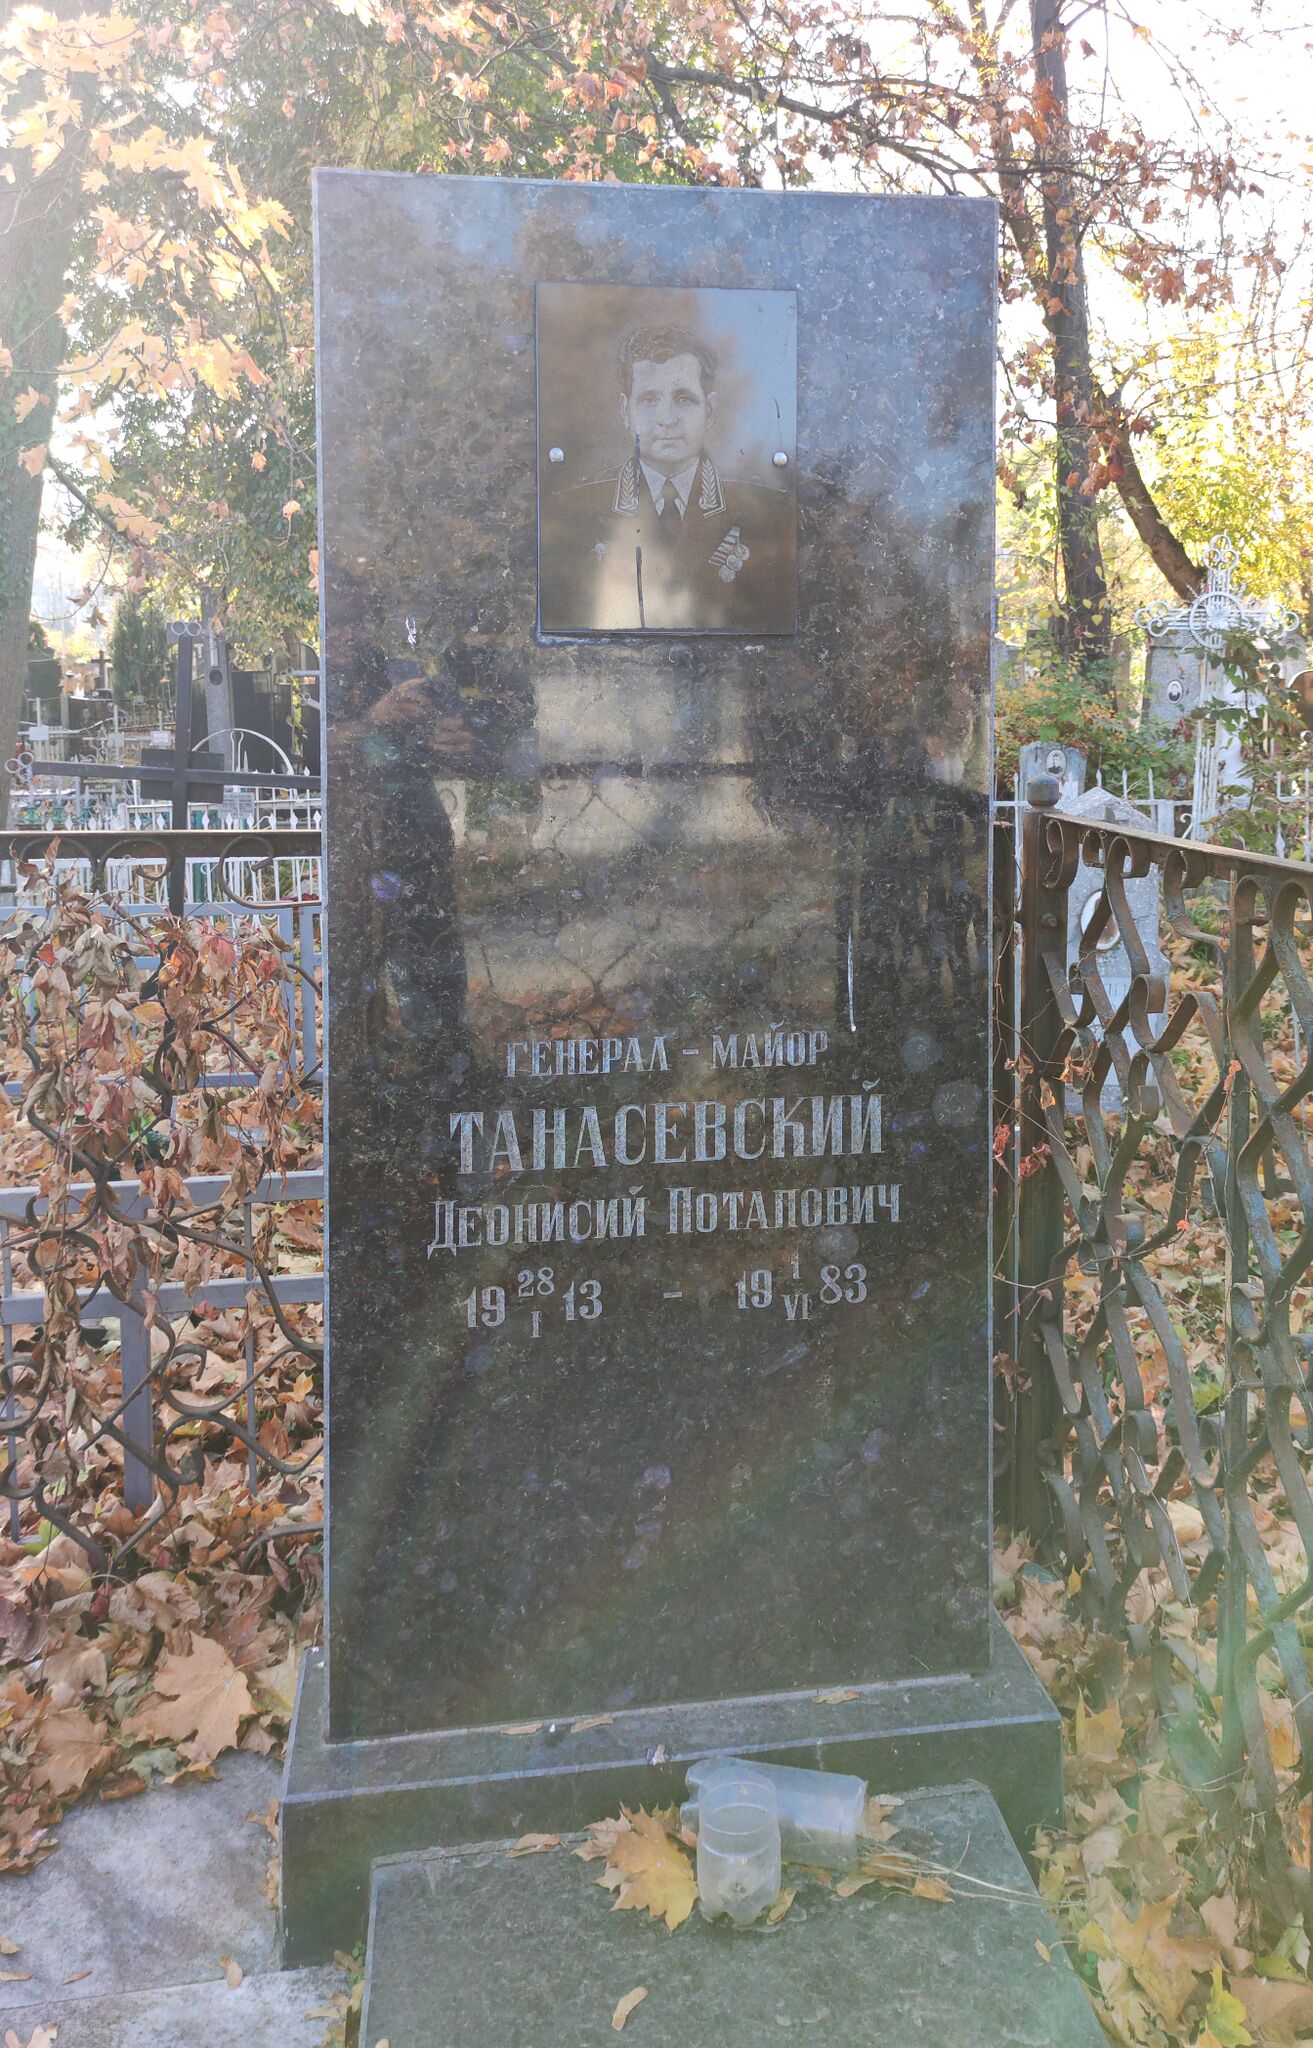 ГЕНЕРАЛ - МАЙОР
ТАНАСЕВСКИЙ
ДЕОНИСИЙ ПОТАПОВИЧ
19 28/I 13 - 19 1/VI 83